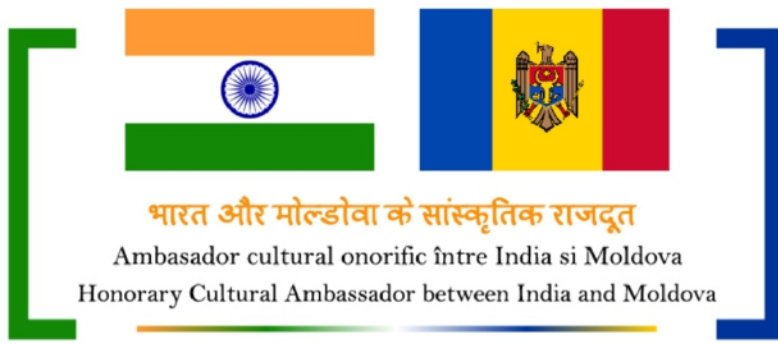 भारत और मोल्डोवा के सांस्कृतिक राजदूत
Ambasador cultural onorific între India si Moldova
Honorary Cultural Ambassador between India and Moldova